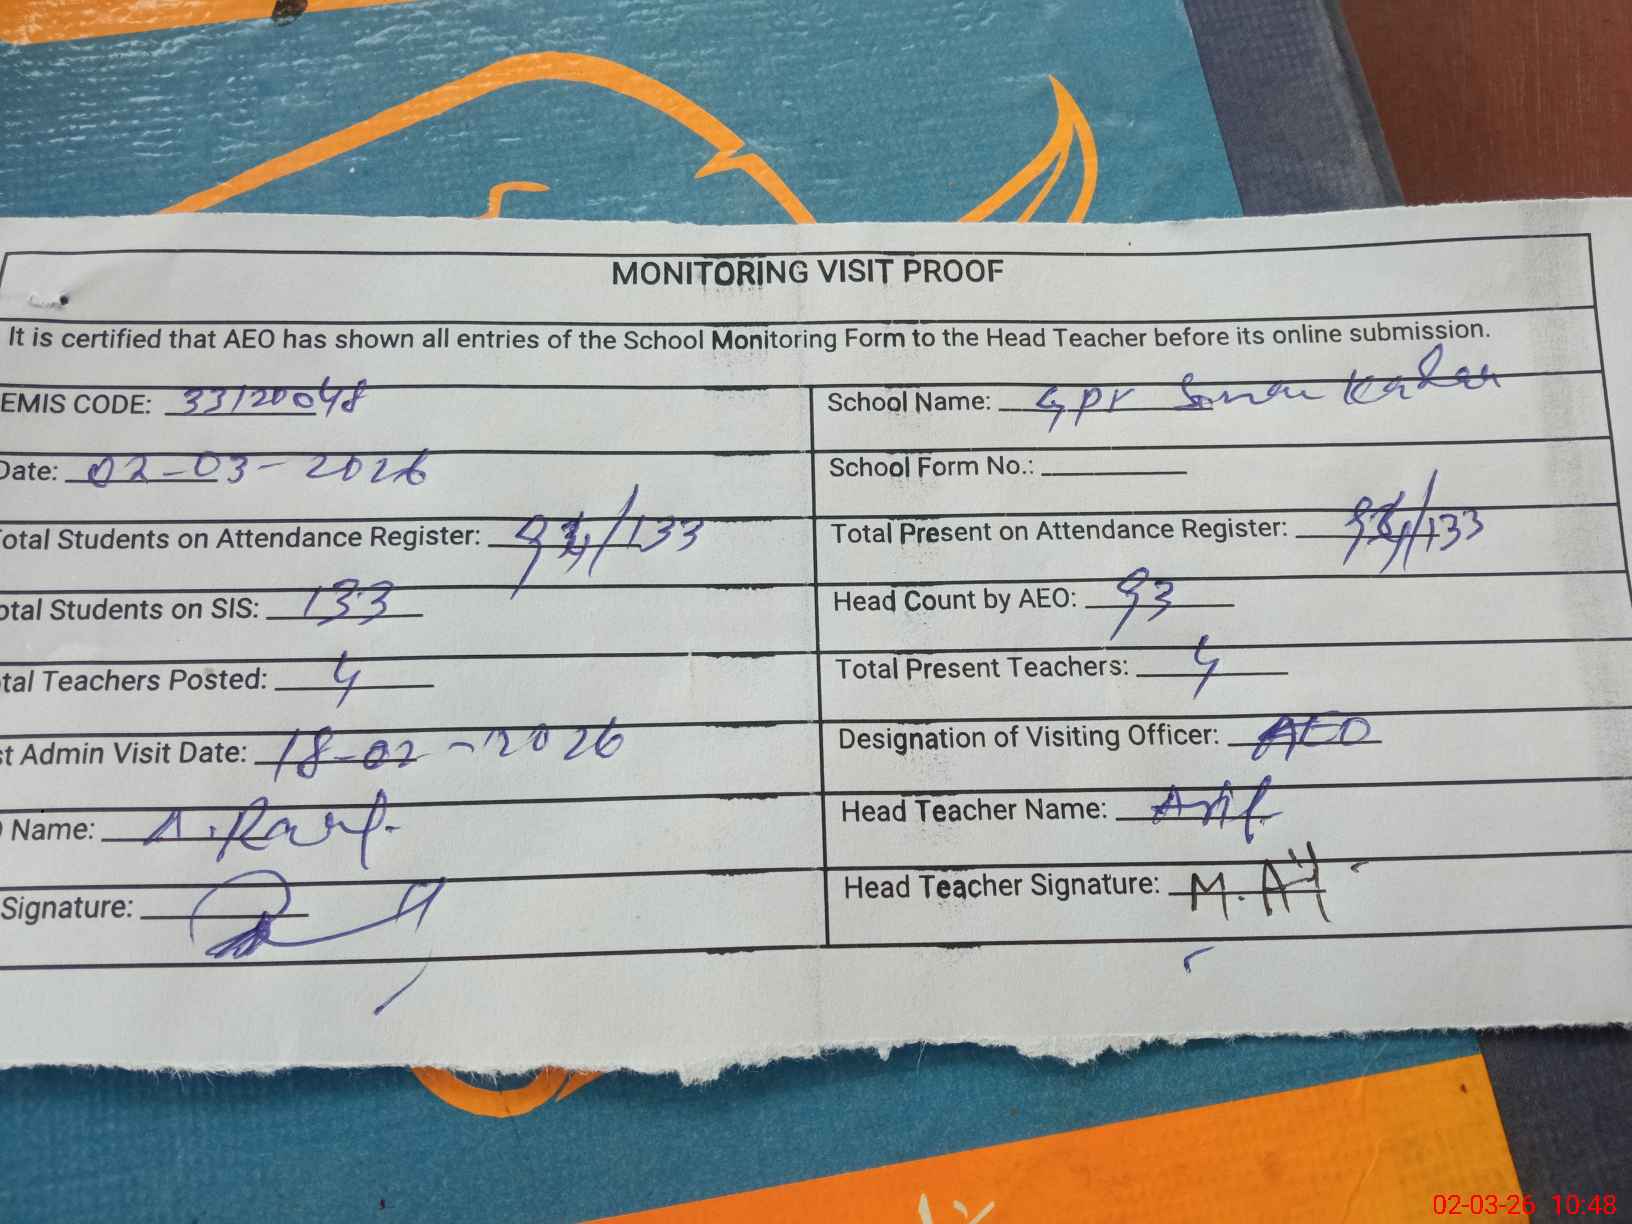 MONITORING VISIT PROOF
It is certified that AEO has shown all entries of the School Monitoring Form to the Head Teacher before its online submission.
EMIS CODE: 33120048
School Name: GPS
Date: 02-03-2026
School Form No.:
otal Students on Attendance Register: /133
Total Present on Attendance Register: /133
otal Students on SIS: 133
Head Count by AEO: 93
tal Teachers Posted: 4
Total Present Teachers: 4
st Admin Visit Date: 18-02-2026
Designation of Visiting Officer: AEO
Name: A. Rauf.
Head Teacher Name: Arif
Signature:
Head Teacher Signature: M. Arif
02-03-26 10:48